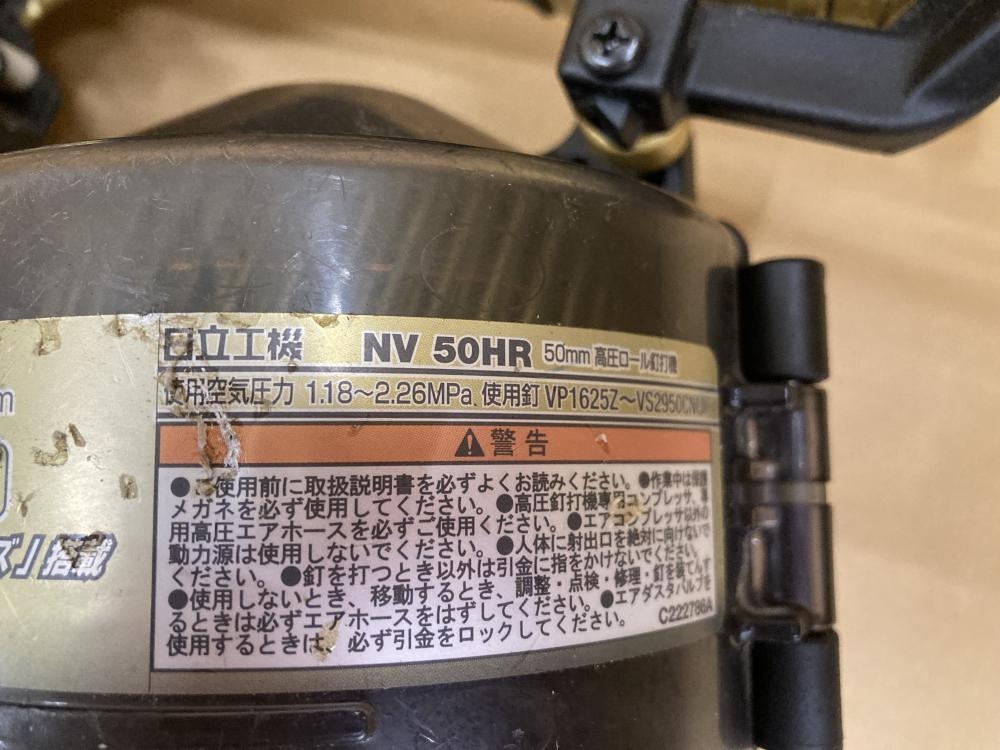 日立工機 NV 50HR 50mm 高圧ロール釘打機
使用空気圧力 1.18～2.26MPa 使用釘 VP1625Z～VS2950CN
m
警告
●ご使用前に取扱説明書を必ずよくお読みください。●作業中は保護
メガネを必ず使用してください。●高圧釘打機専用コンプレッサ、専
用高圧エアホースを必ずご使用ください。●エアコンプレッサ以外の
動力源は使用しないでください。●人体に射出口を絶対に向けないで
ください。●釘を打つとき以外は引金に指をかけないでください。
●使用しないとき、移動するとき、調整・点検・修理・釘を装てんす
るときは必ずエアホースをはずしてください。●エアダスタバルブを
使用するときは、必ず引金をロックしてください。
C222786A
ズ」搭載